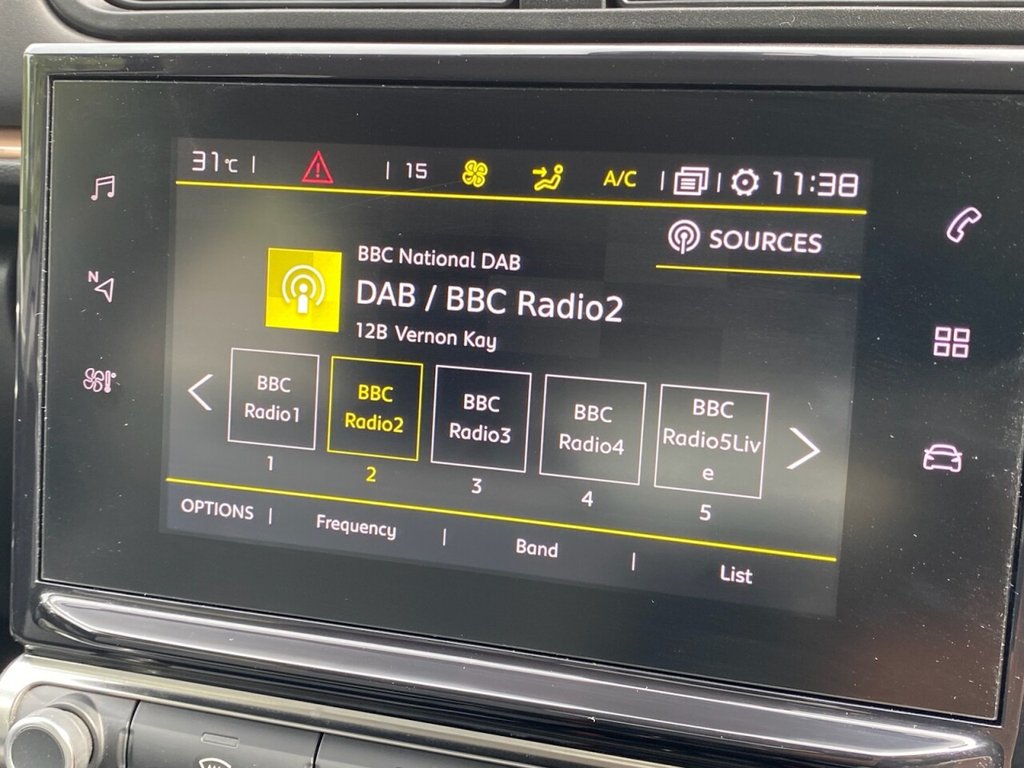 31°C | | 15 A/C | | 11:38
SOURCES
BBC National DAB
DAB / BBC Radio2
12B Vernon Kay
N
BBC
Radio1
1
BBC
Radio2
2
BBC
Radio3
3
BBC
Radio4
4
BBC
Radio5Liv
e
5
OPTIONS | Frequency | Band | List